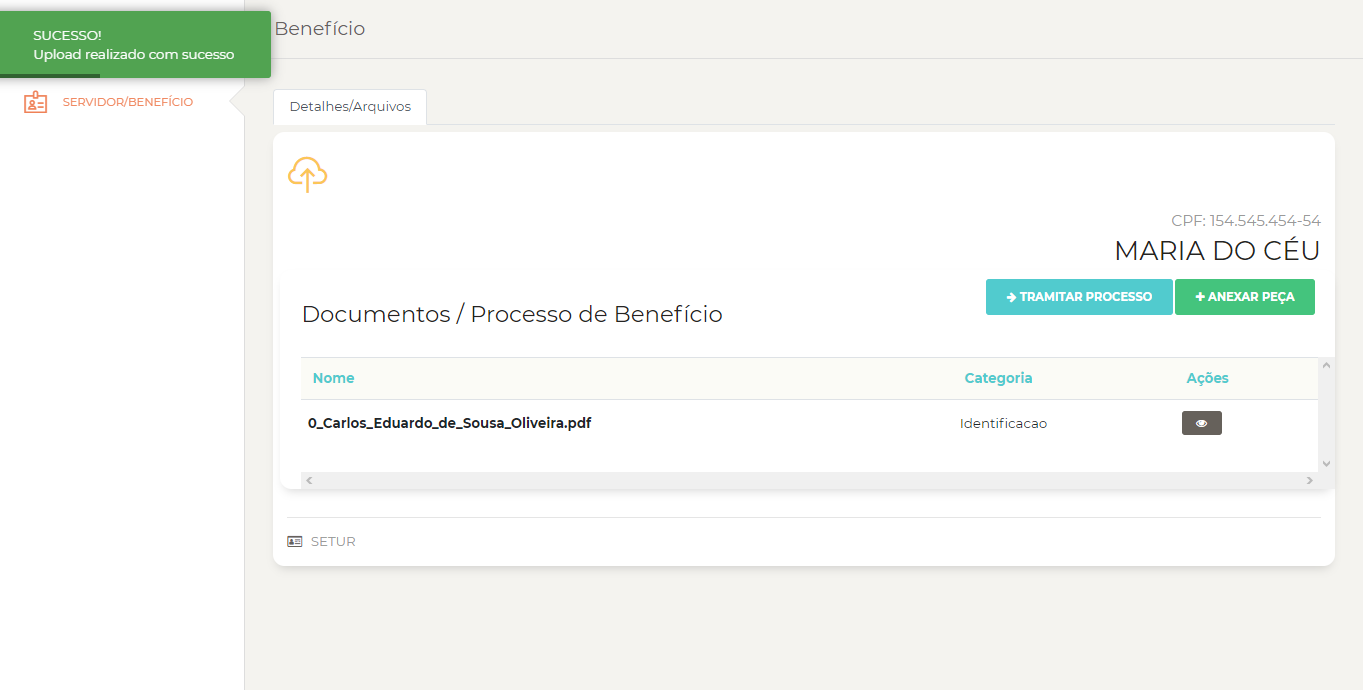 SUCESSO!
Upload realizado com sucesso
Benefício
SERVIDOR/BENEFÍCIO
Detalhes/Arquivos
CPF: 154.545.454-54
MARIA DO CÉU
TRAMITAR PROCESSO
ANEXAR PEÇA
Documentos / Processo de Benefício
Nome Categoria Ações
0_Carlos_Eduardo_de_Sousa_Oliveira.pdf Identificacao
SETUR